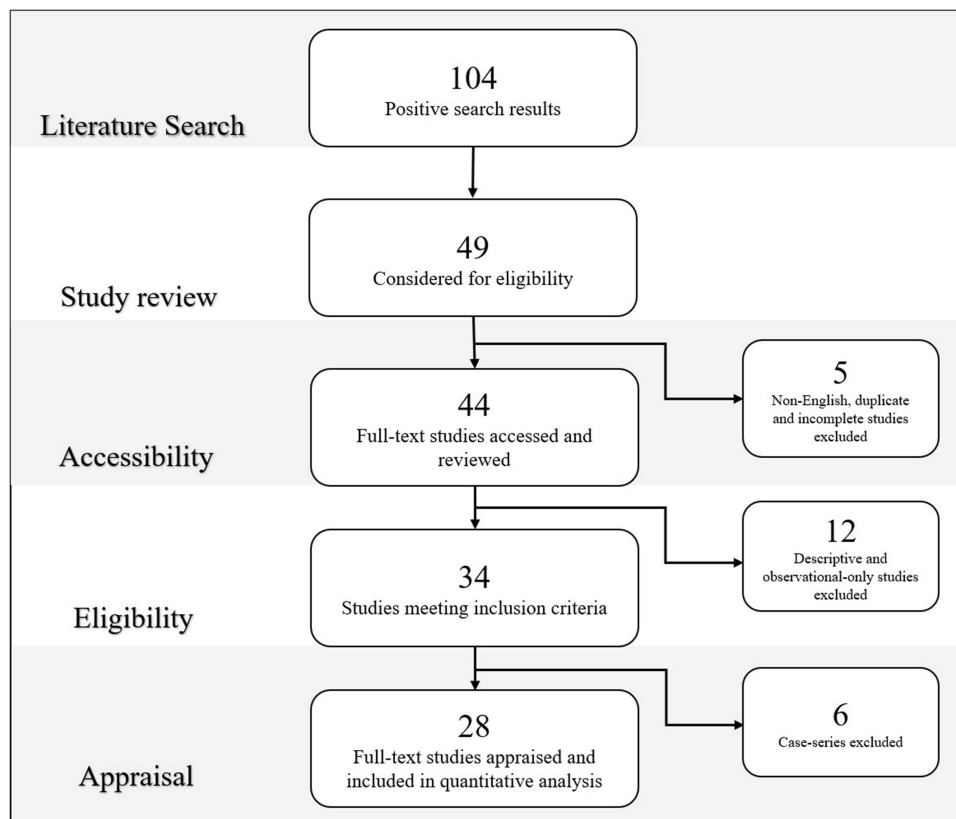 104
Positive search results
Literature Search
49
Considered for eligibility
Study review
5
Non-English, duplicate
and incomplete studies
excluded
44
Full-text studies accessed and
reviewed
Accessibility
12
Descriptive and
observational-only studies
excluded
34
Studies meeting inclusion criteria
Eligibility
6
Case-series excluded
28
Full-text studies appraised and
included in quantitative analysis
Appraisal